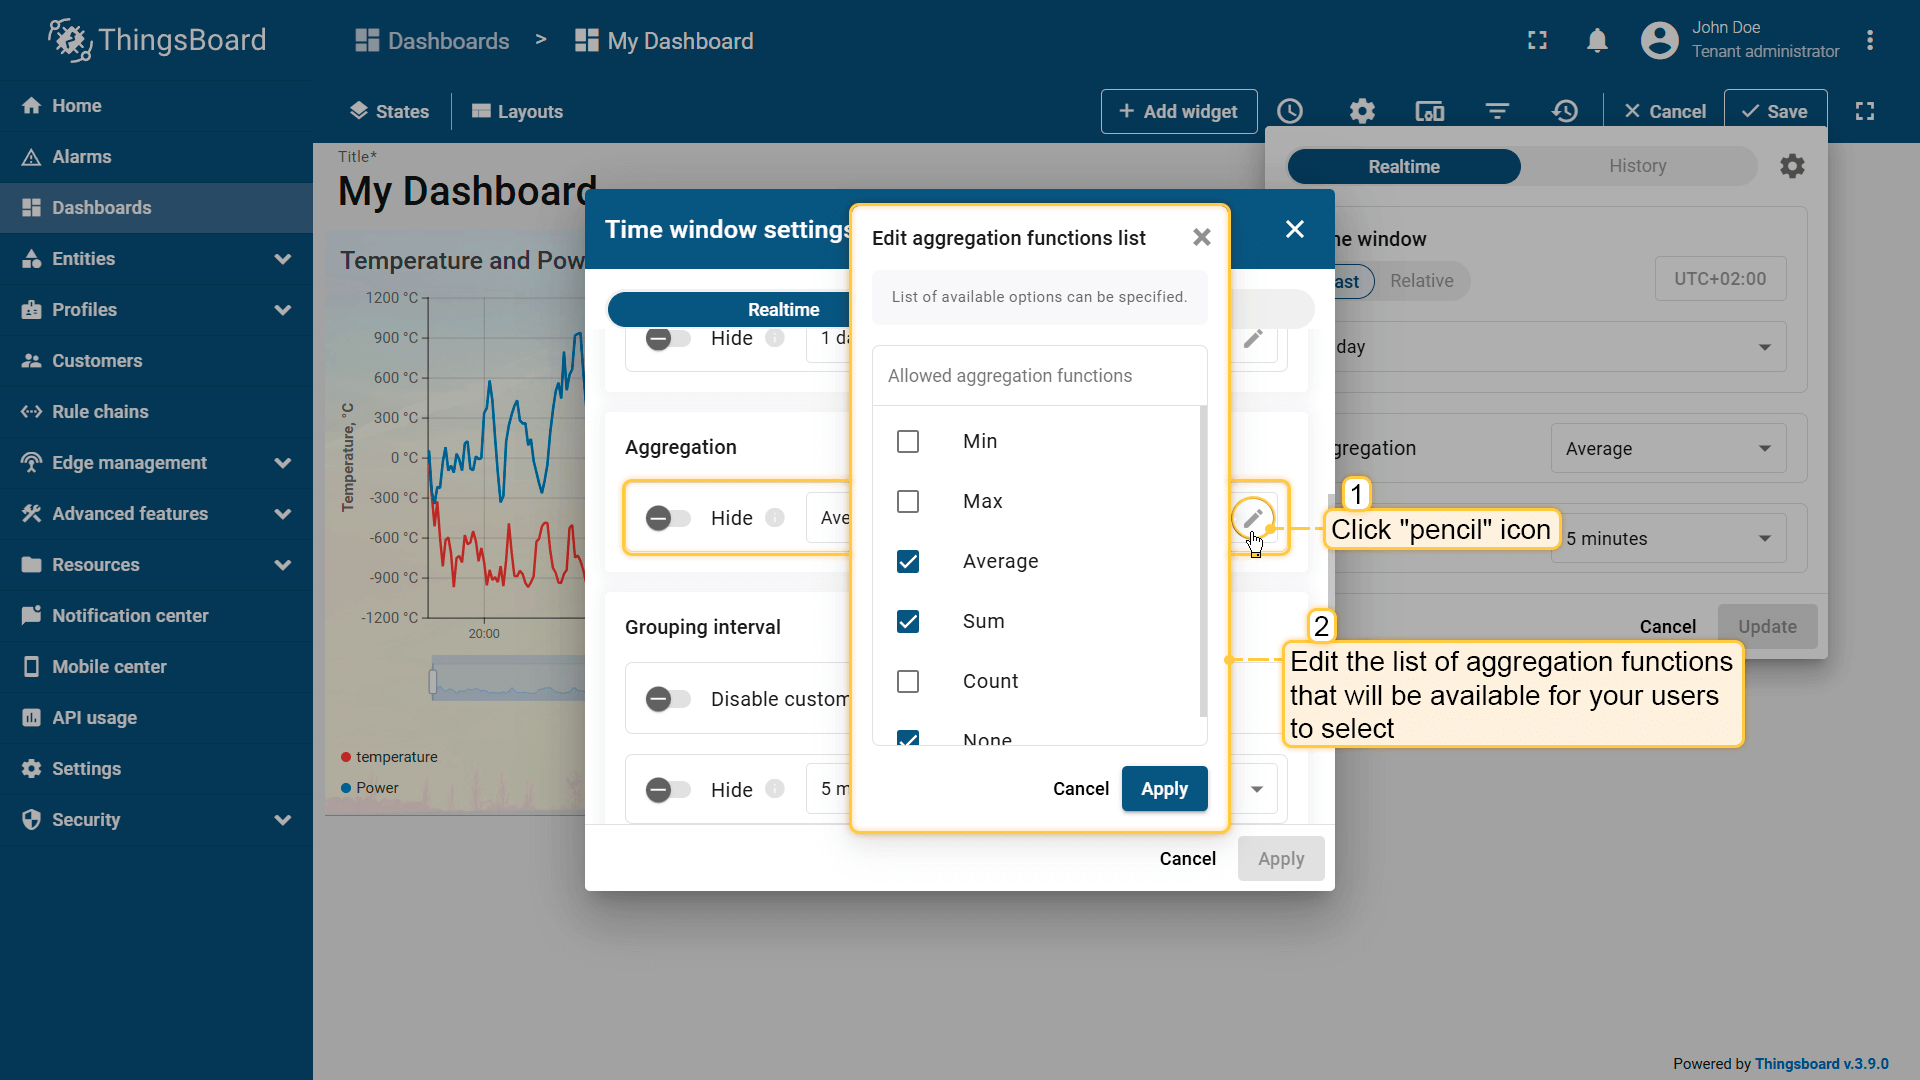 ThingsBoard
Dashboards > My Dashboard
John Doe
Tenant administrator
Home
Alarms
Dashboards
Entities
Profiles
Customers
Rule chains
Edge management
Advanced features
Resources
Notification center
Mobile center
API usage
Settings
Security
States
Layouts
+ Add widget
Cancel
Save
Title*
My Dashboard
Temperature and Pow
1200 °C
900 °C
600 °C
300 °C
0 °C
-300 °C
-600 °C
-900 °C
-1200 °C
Temperature, °C
20:00
temperature
Power
Time window settings
Realtime
Hide
1 da
Aggregation
Hide
Ave
Grouping interval
Disable custom
Hide
5 m
Cancel
Apply
Edit aggregation functions list
List of available options can be specified.
Allowed aggregation functions
Min
Max
Average
Sum
Count
None
Cancel
Apply
Realtime
History
ne window
ast
Relative
UTC+02:00
day
gregation
Average
5 minutes
Cancel
Update
1
Click "pencil" icon
2
Edit the list of aggregation functions
that will be available for your users
to select
Powered by Thingsboard v.3.9.0